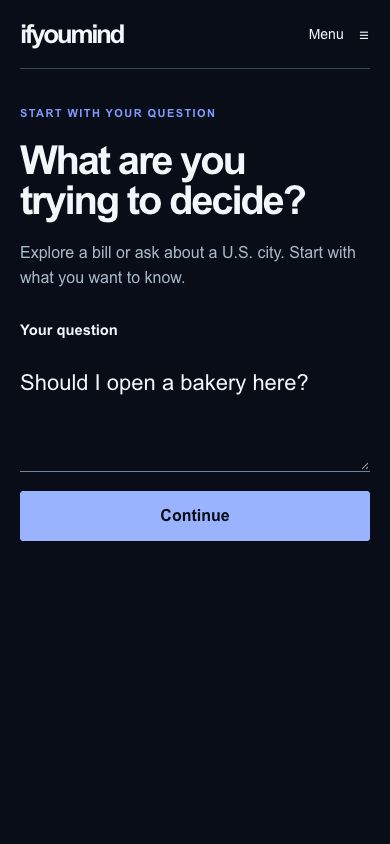 ifyoumind
Menu ≡
START WITH YOUR QUESTION
What are you
trying to decide?
Explore a bill or ask about a U.S. city. Start with
what you want to know.
Your question
Should I open a bakery here?
Continue